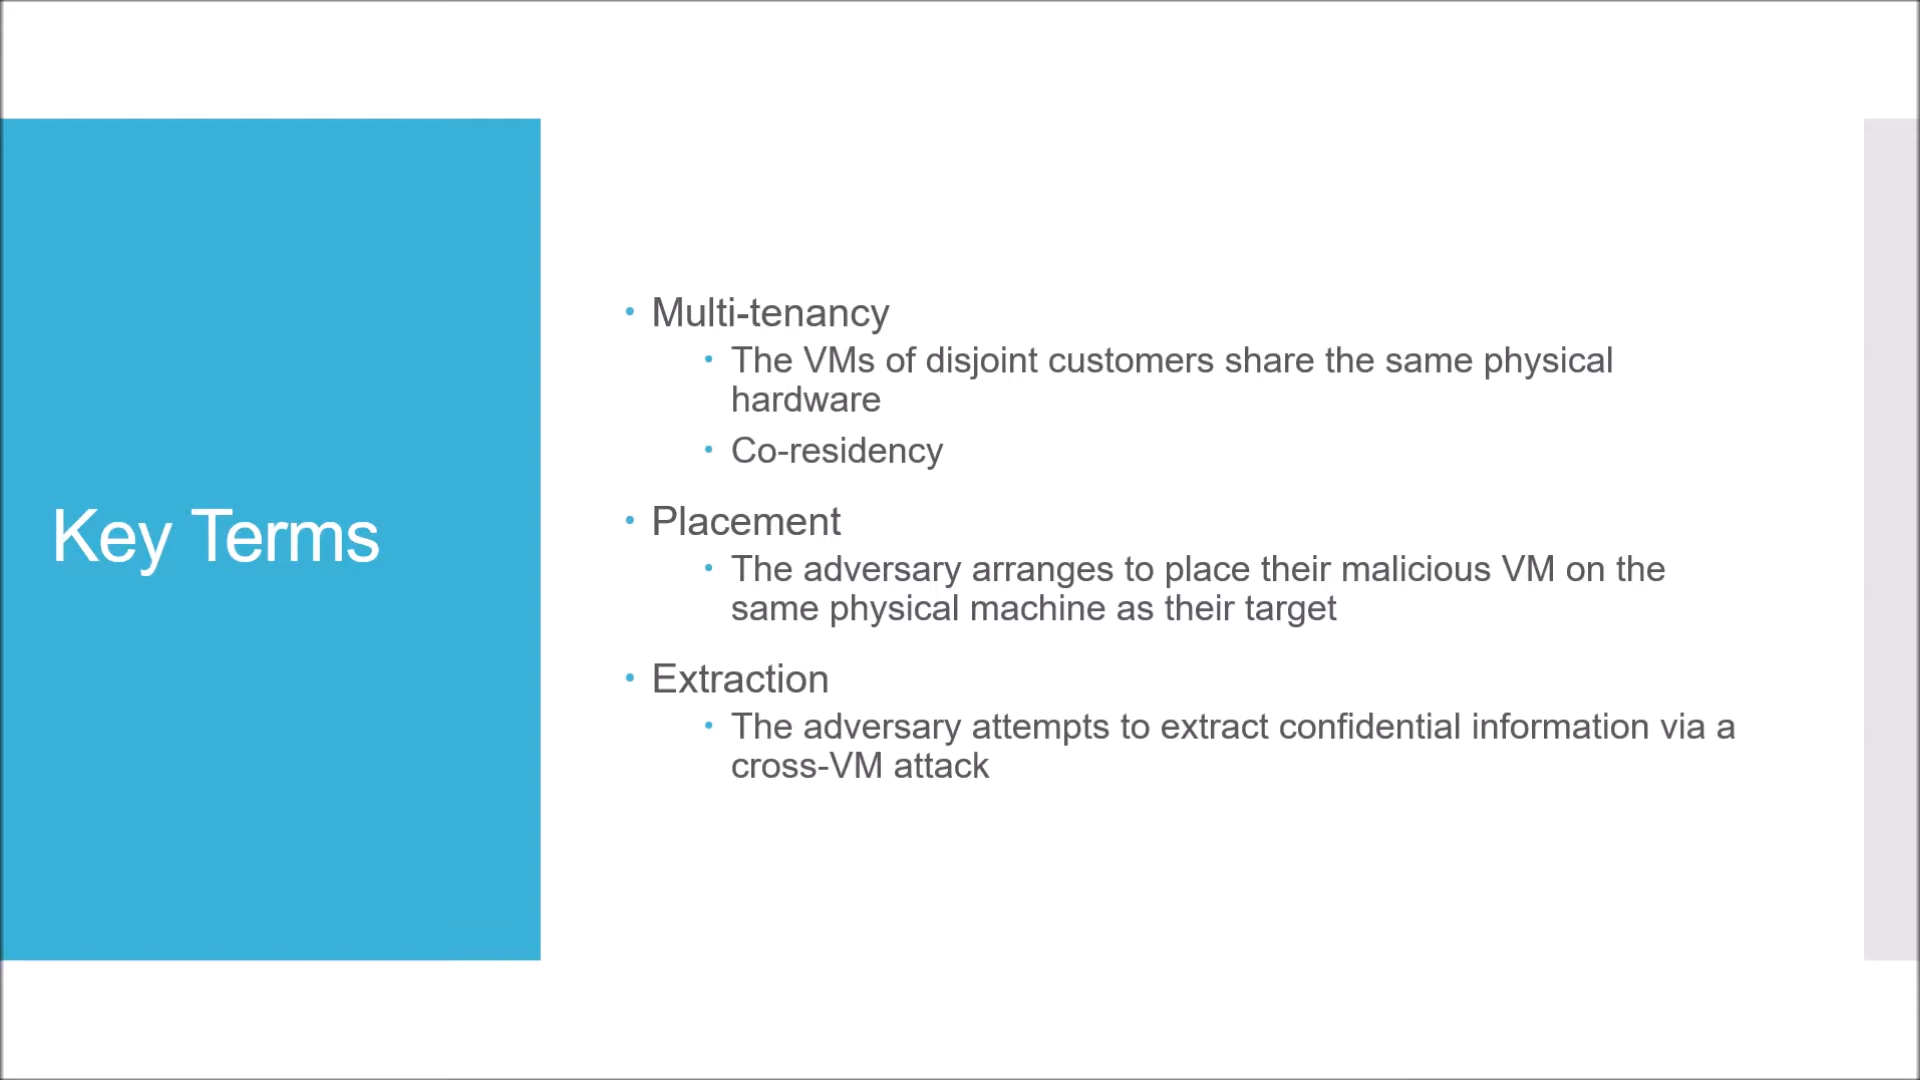 Key Terms
• Multi-tenancy
• The VMs of disjoint customers share the same physical
hardware
• Co-residency
• Placement
• The adversary arranges to place their malicious VM on the
same physical machine as their target
• Extraction
• The adversary attempts to extract confidential information via a
cross-VM attack